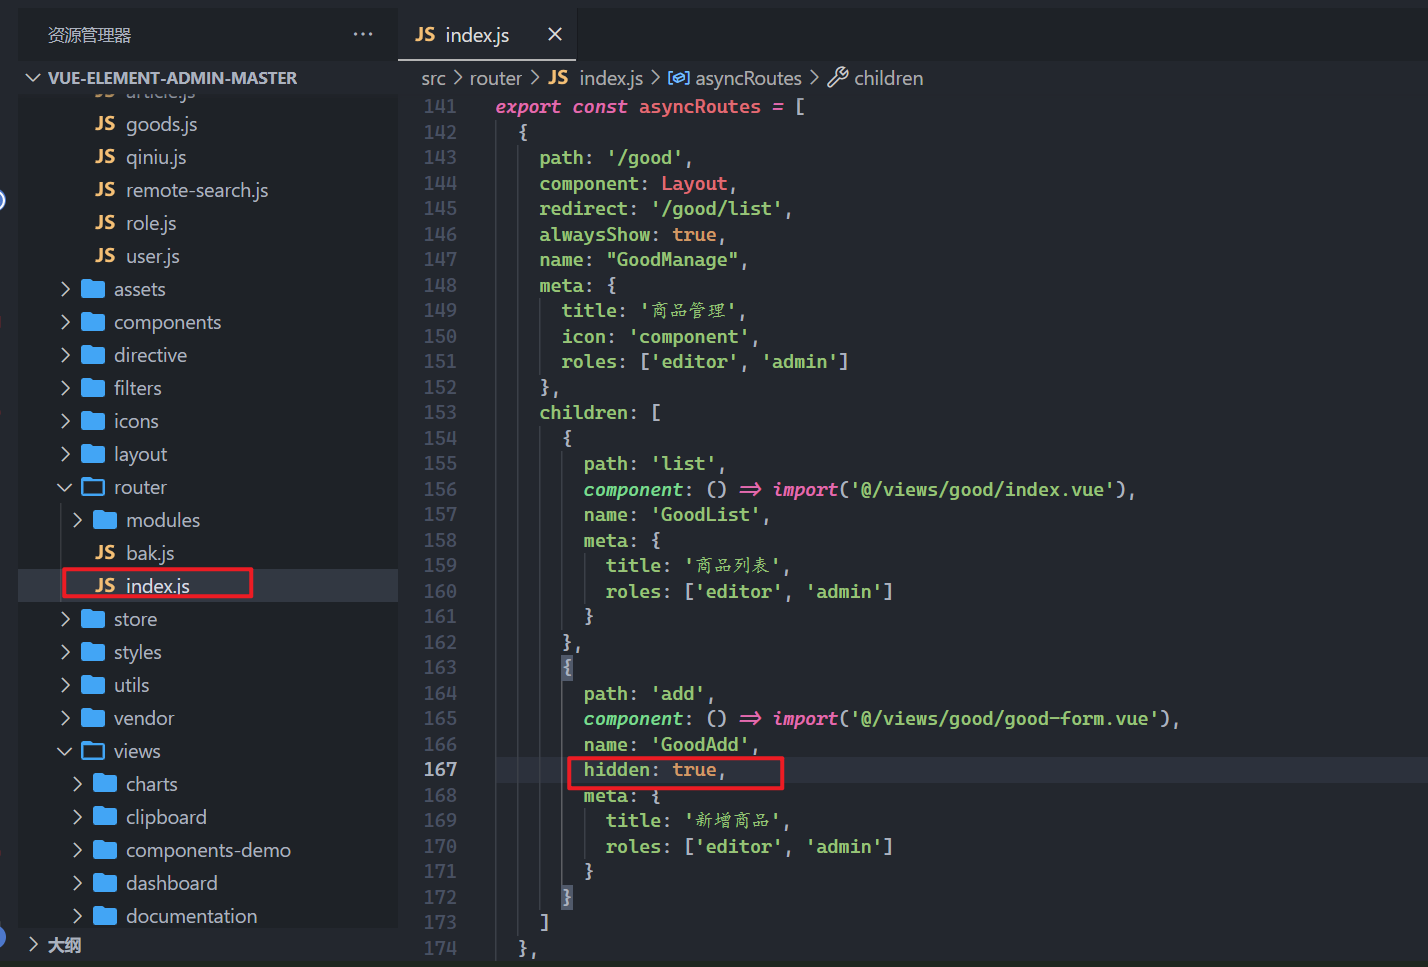 资源管理器 ···
JS index.js ×
VUE-ELEMENT-ADMIN-MASTER
src > router > JS index.js > asyncRoutes > children
JS article.js
JS goods.js
JS qiniu.js
JS remote-search.js
JS role.js
JS user.js
assets
components
directive
filters
icons
layout
router
modules
JS bak.js
JS index.js
store
styles
utils
vendor
views
charts
clipboard
components-demo
dashboard
documentation
大纲
141 export const asyncRoutes = [
142 {
143 path: '/good',
144 component: Layout,
145 redirect: '/good/list',
146 alwaysShow: true,
147 name: "GoodManage",
148 meta: {
149 title: '商品管理',
150 icon: 'component',
151 roles: ['editor', 'admin']
152 },
153 children: [
154 {
155 path: 'list',
156 component: () => import('@/views/good/index.vue'),
157 name: 'GoodList',
158 meta: {
159 title: '商品列表',
160 roles: ['editor', 'admin']
161 }
162 },
163 {
164 path: 'add',
165 component: () => import('@/views/good/good-form.vue'),
166 name: 'GoodAdd',
167 hidden: true,
168 meta: {
169 title: '新增商品',
170 roles: ['editor', 'admin']
171 }
172 }
173 ]
174 },